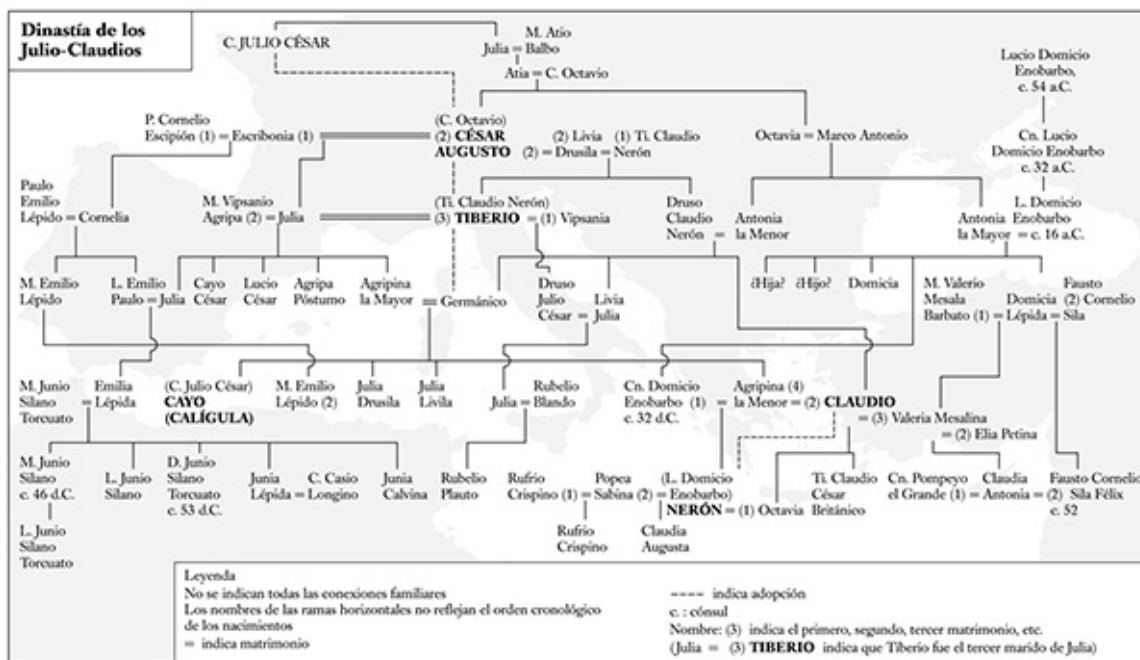 Dinastía de los
Julio-Claudios
C. JULIO CÉSAR
M. Atio
Julia = Balbo
Atia = C. Octavio
Lucio Domicio
Enobarbo,
c. 54 a.C.
P. Cornelio
Escipión (1) = Escribonia (1)
(C. Octavio)
(2) CÉSAR
AUGUSTO
(2) Livia (1) Ti. Claudio
(2) = Drusila = Nerón
Octavia = Marco Antonio
Cn. Lucio
Domicio Enobarbo
c. 32 a.C.
Paulo
Emilio
Lépido = Cornelia
M. Vipsanio
Agripa (2) = Julia
(Ti. Claudio Nerón)
(3) TIBERIO = (1) Vipsania
Druso
Claudio
Nerón =
Antonia
la Menor
Antonia
la Mayor =
L. Domicio
Enobarbo
c. 16 a.C.
M. Emilio
Lépido
L. Emilio
Paulo = Julia
Cayo
César
Lucio
César
Agripa
Póstumo
Agripina
la Mayor
= Germánico
Druso
Julio
César =
Livia
Julia
¿Hija?
¿Hijo?
Domicia
M. Valerio
Mesala
Barbato (1) =
Domicia
Lépida =
Fausto
(2) Cornelio
Sila
M. Junio
Silano
Torcuato
=
Emilia
Lépida
(C. Julio César)
CAYO
(CALÍGULA)
M. Emilio
Lépido (2)
Julia
Drusila
Julia
Livila
Julia =
Rubelio
Blando
Cn. Domicio
Enobarbo (1) =
c. 32 d.C.
Agripina (4)
la Menor = (2) CLAUDIO
= (3) Valeria Mesalina
= (2) Elia Petina
M. Junio
Silano
c. 46 d.C.
L. Junio
Silano
D. Junio
Silano
Torcuato
c. 53 d.C.
Junia
Lépida =
C. Casio
Longino
Junia
Calvina
Rubelio
Plauto
Rufrio
Crispino (1) =
Popea
Sabina (2) =
(L. Domicio
Enobarbo)
NERÓN = (1) Octavia
Ti. Claudio
César
Británico
Cn. Pompeyo
el Grande (1) =
Claudia
Antonia = (2)
Fausto Cornelio
Sila Félix
c. 52
L. Junio
Silano
Torcuato
Rufrio
Crispino
Claudia
Augusta
Leyenda
No se indican todas las conexiones familiares
Los nombres de las ramas horizontales no reflejan el orden cronológico
de los nacimientos
= indica matrimonio
---- indica adopción
c. : cónsul
Nombre: (3) indica el primero, segundo, tercer matrimonio, etc.
(Julia = (3) TIBERIO indica que Tiberio fue el tercer marido de Julia)